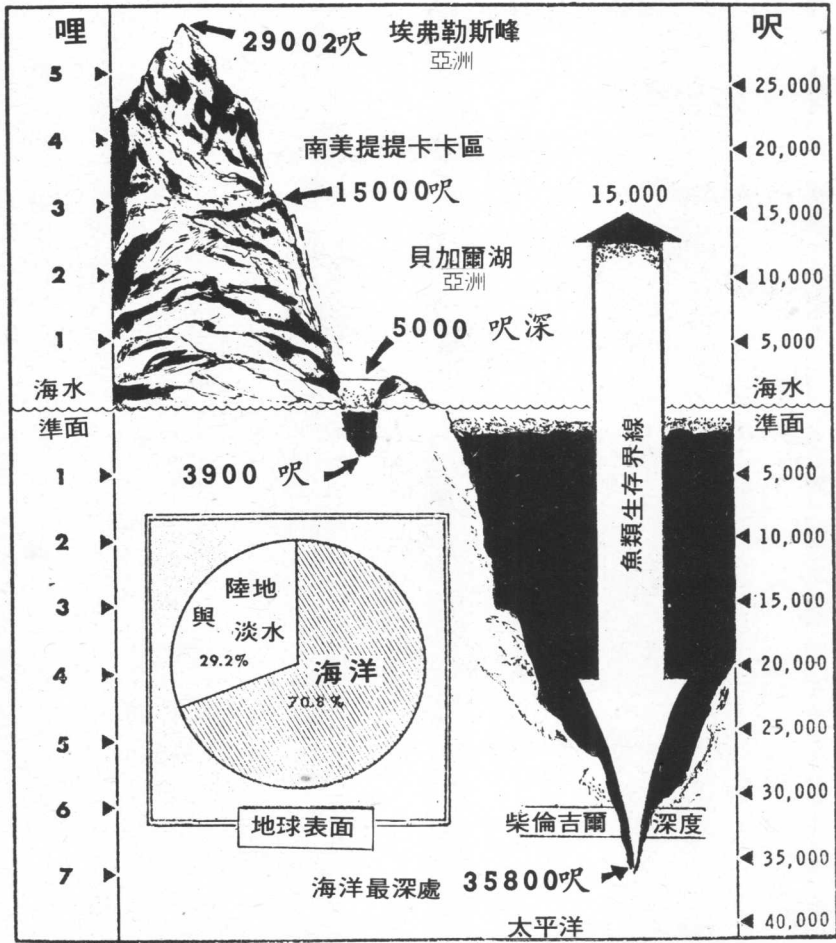 哩
呎
29002呎
埃弗勒斯峰
亞洲
5
25,000
4
20,000
南美提提卡卡區
15000呎
15,000
3
15,000
貝加爾湖
亞洲
2
10,000
5000 呎深
1
5,000
海水
海水
準面
準面
3900 呎
1
5,000
魚類生存界線
2
10,000
3
15,000
陸地
與
淡水
29.2%
海洋
70.8%
4
20,000
5
25,000
6
30,000
地球表面
柴倫吉爾 深度
7
35,000
海洋最深處 35800呎
太平洋
40,000